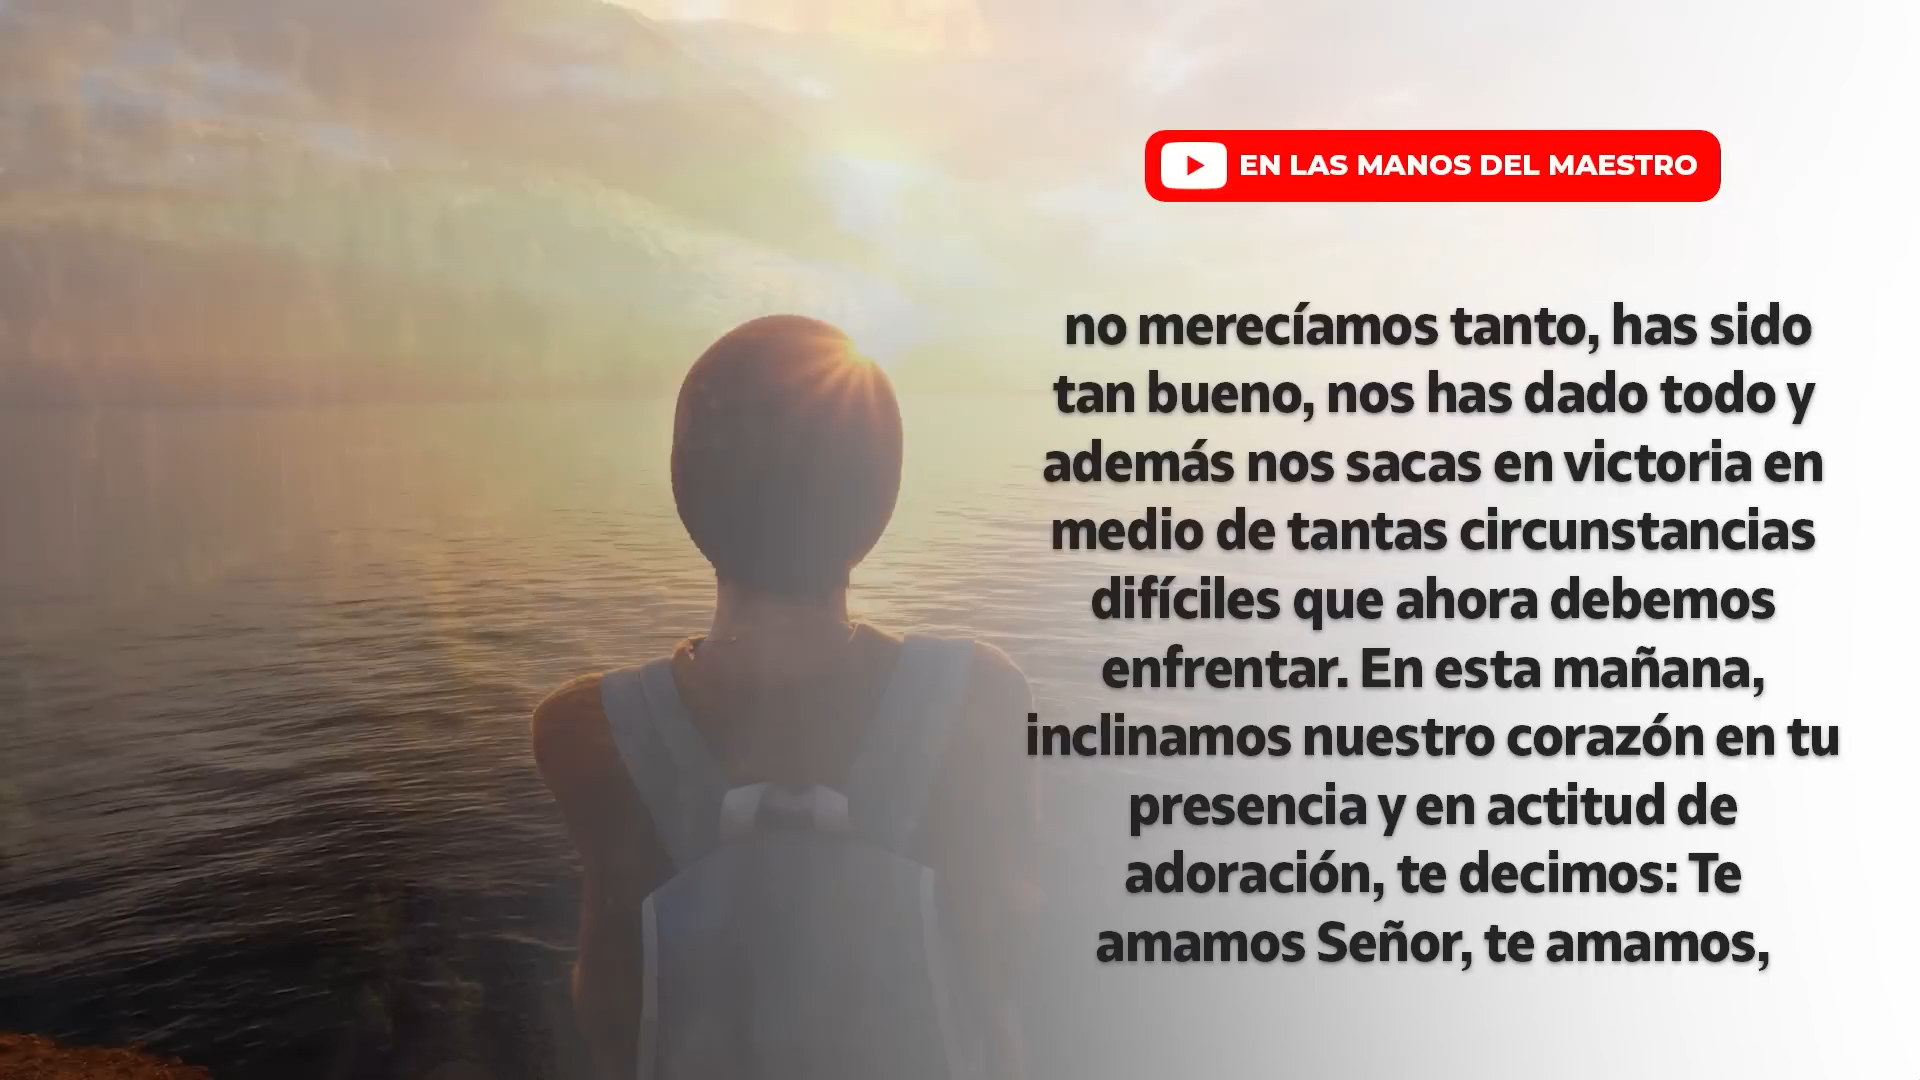 EN LAS MANOS DEL MAESTRO
no merecíamos tanto, has sido
tan bueno, nos has dado todo y
además nos sacas en victoria en
medio de tantas circunstancias
difíciles que ahora debemos
enfrentar. En esta mañana,
inclinamos nuestro corazón en tu
presencia y en actitud de
adoración, te decimos: Te
amamos Señor, te amamos,